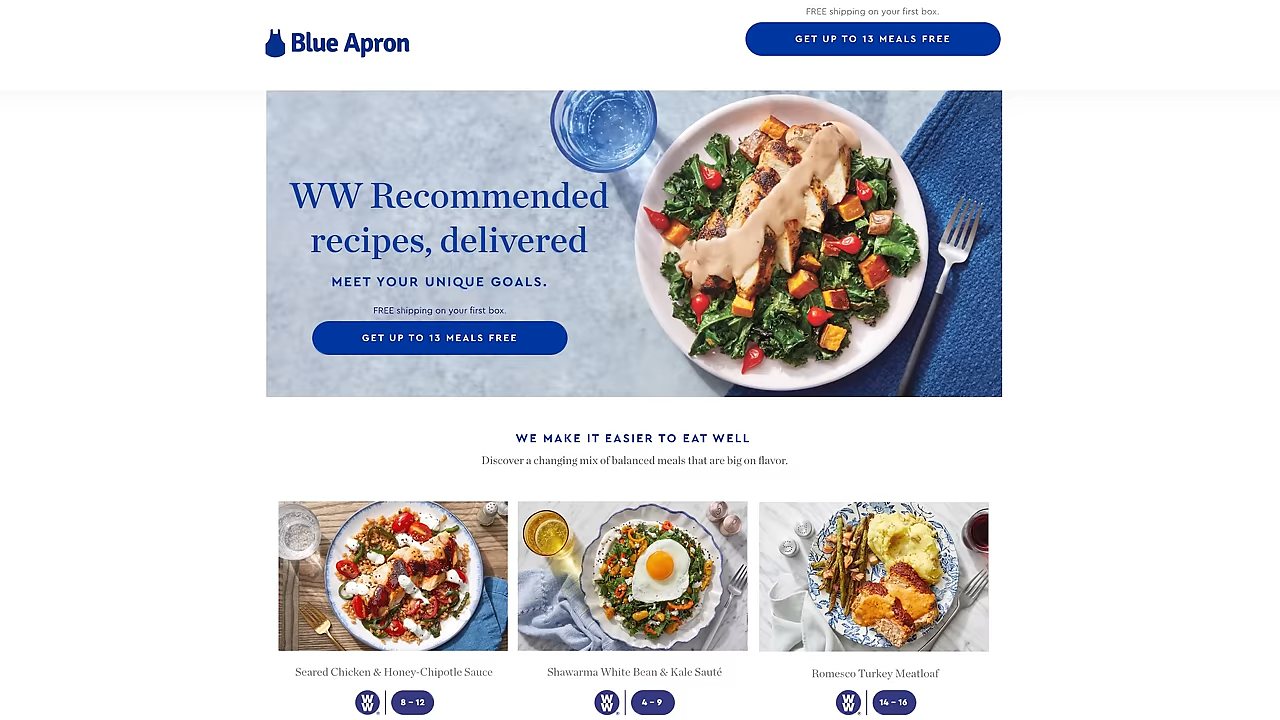 FREE shipping on your first box.
Blue Apron
GET UP TO 13 MEALS FREE
WW Recommended
recipes, delivered
MEET YOUR UNIQUE GOALS.
FREE shipping on your first box.
GET UP TO 13 MEALS FREE
WE MAKE IT EASIER TO EAT WELL
Discover a changing mix of balanced meals that are big on flavor.
Seared Chicken & Honey-Chipotle Sauce
WW 8 – 12
Shawarma White Bean & Kale Sauté
WW 4 – 9
Romesco Turkey Meatloaf
WW 14 – 16